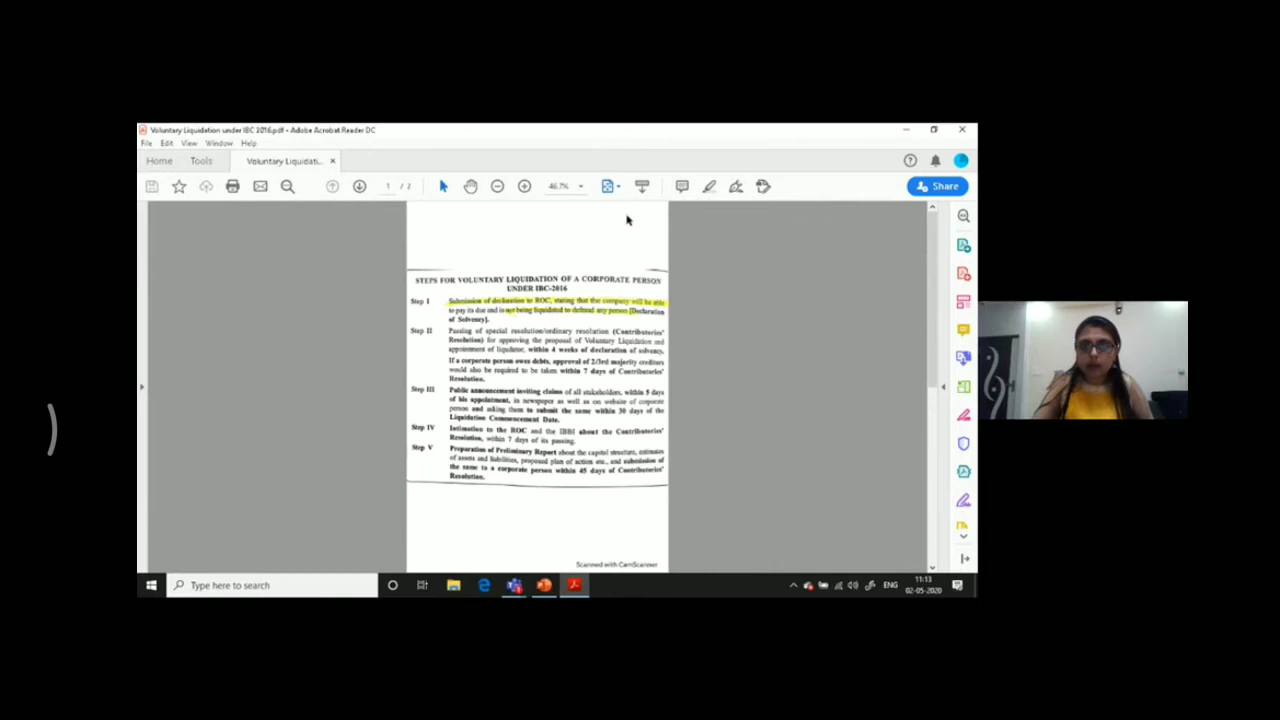 Voluntary Liquidation under IBC 2016.pdf - Adobe Acrobat Reader DC
File Edit View Window Help
Home Tools Voluntary Liquidati... ×
1 / 2 46.7% Share
STEPS FOR VOLUNTARY LIQUIDATION OF A CORPORATE PERSON
UNDER IBC-2016
Step I Submission of declaration to ROC, stating that the company will be able
to pay its due and is not being liquidated to defraud any person [Declaration
of Solvency].
Step II Passing of special resolution/ordinary resolution (Contributories'
Resolution) for approving the proposal of Voluntary Liquidation and
appointment of liquidator, within 4 weeks of declaration of solvency.
If a corporate person owes debts, approval of 2/3rd majority creditors
would also be required to be taken within 7 days of Contributories'
Resolution.
Step III Public announcement inviting claims of all stakeholders, within 5 days
of his appointment, in newspaper as well as on website of corporate
person and asking them to submit the same within 30 days of the
Liquidation Commencement Date.
Step IV Intimation to the ROC and the IBBI about the Contributories'
Resolution, within 7 days of its passing.
Step V Preparation of Preliminary Report about the capital structure, estimates
of assets and liabilities, proposed plan of action etc., and submission of
the same to a corporate person within 45 days of Contributories'
Resolution.
Scanned with CamScanner
Type here to search
ENG
11:13
02-05-2020